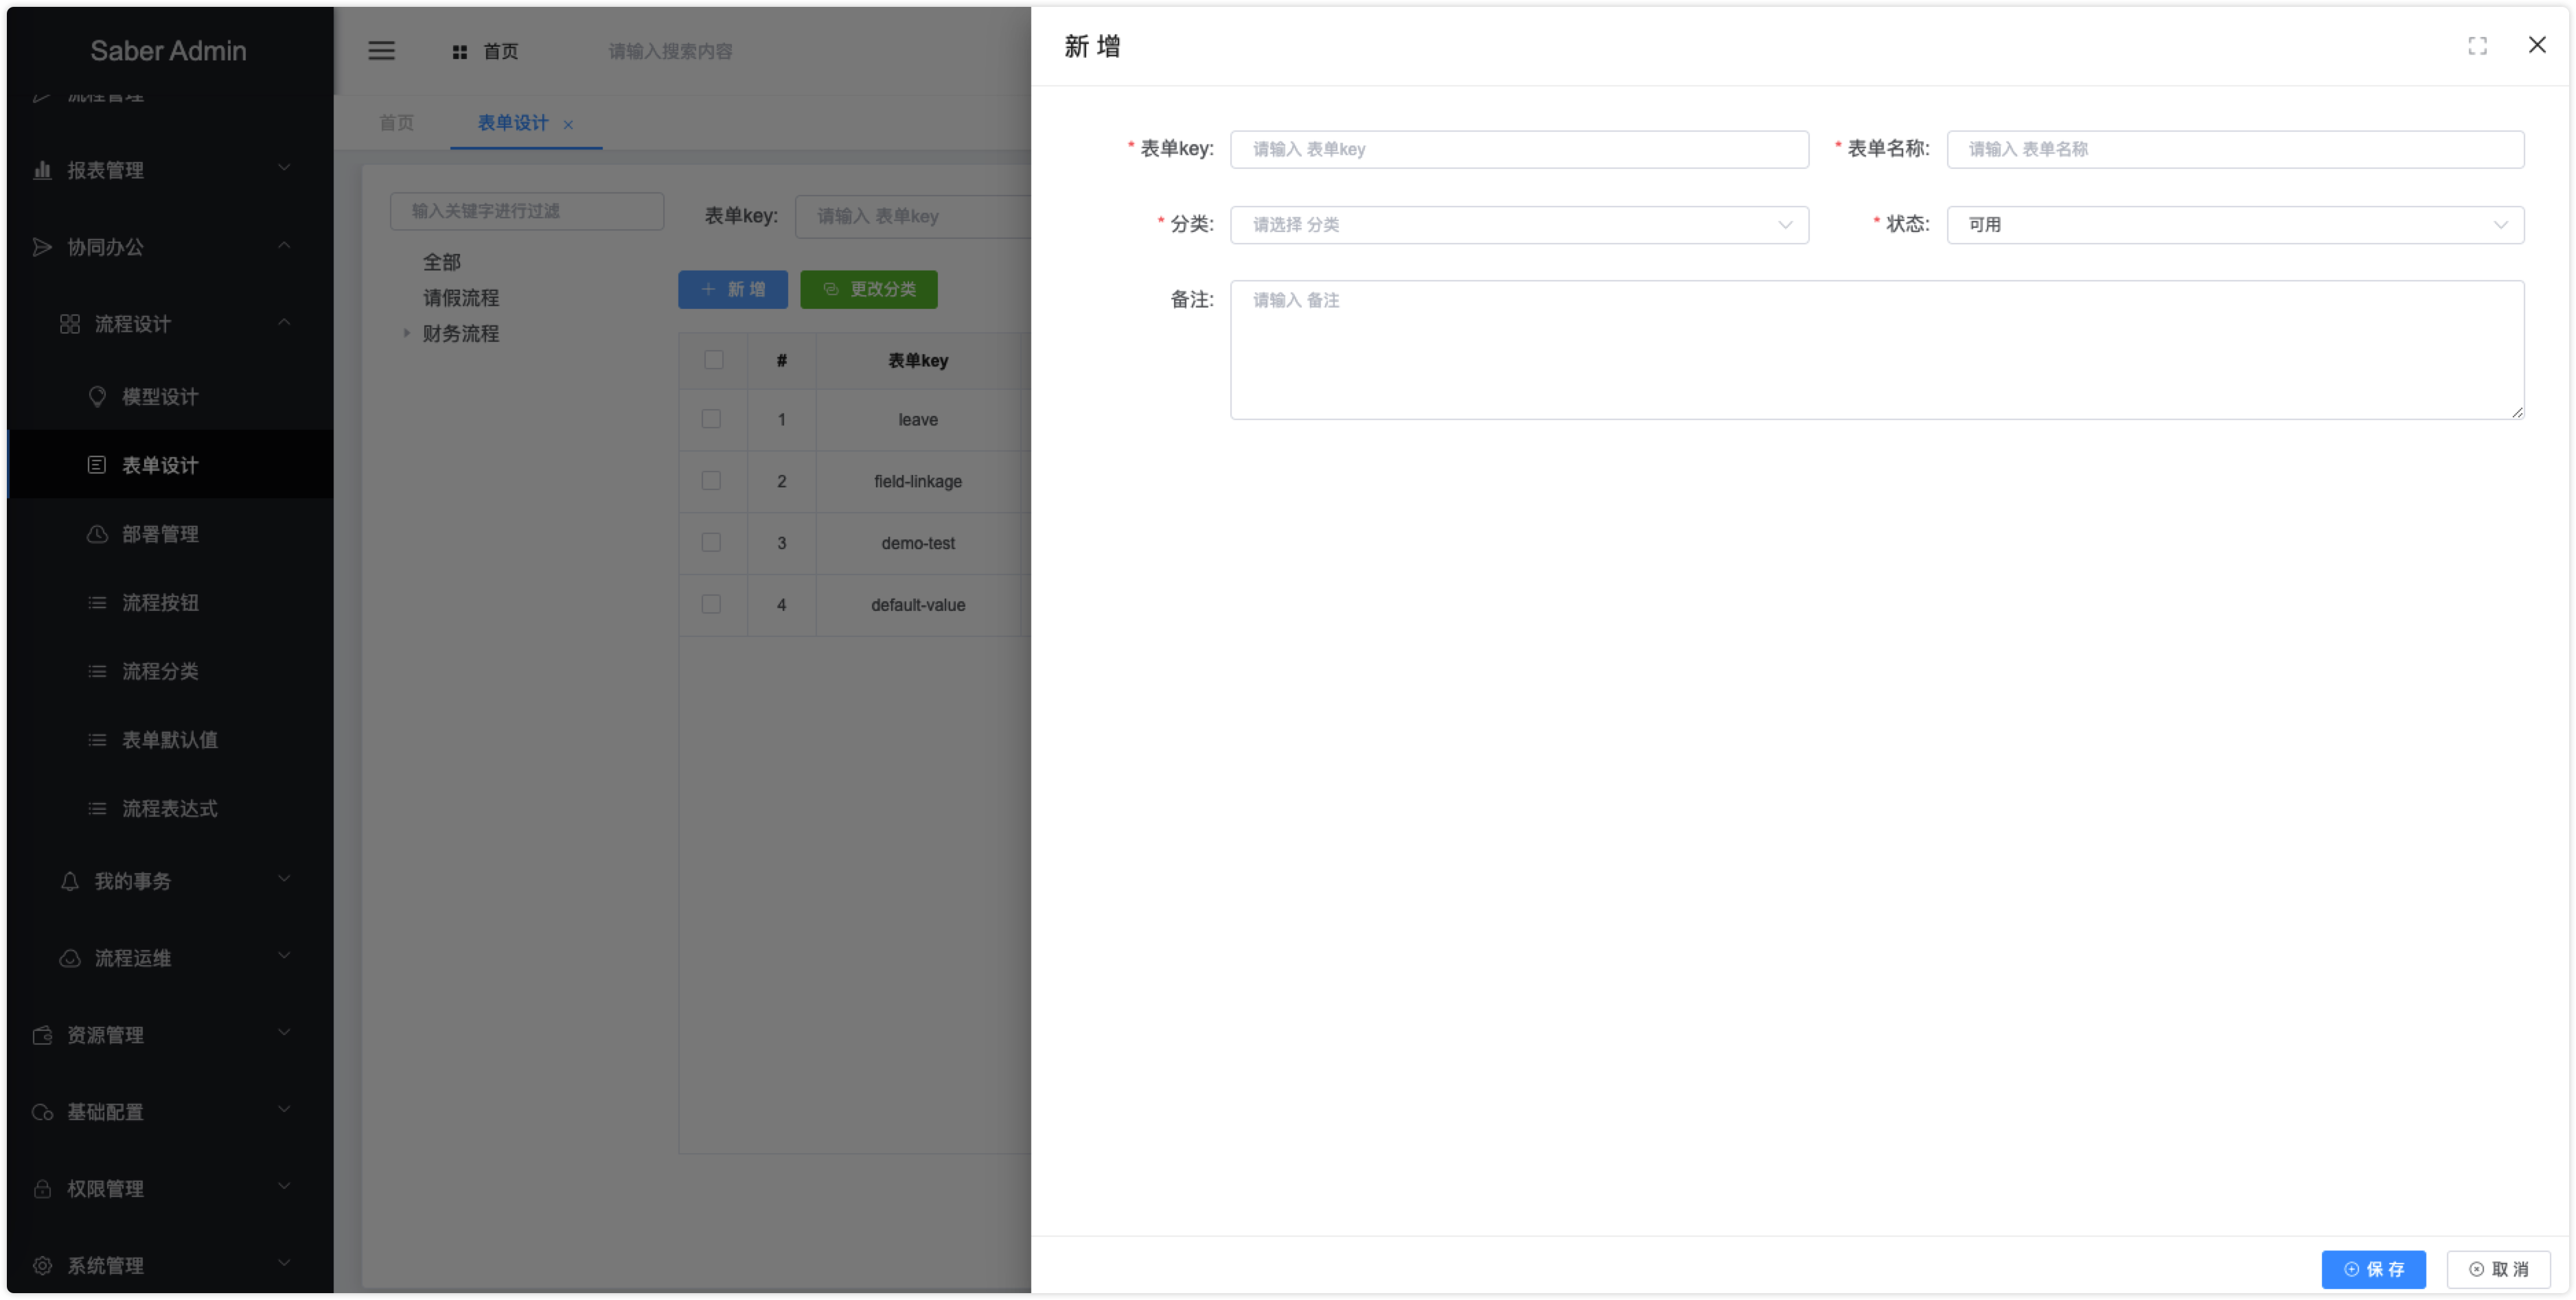 Saber Admin
流程管理
报表管理
协同办公
流程设计
模型设计
表单设计
部署管理
流程按钮
流程分类
表单默认值
流程表达式
我的事务
流程运维
资源管理
基础配置
权限管理
系统管理
首页
请输入搜索内容
首页
表单设计
输入关键字进行过滤
全部
请假流程
财务流程
表单key:
请输入 表单key
新 增
更改分类
# 表单key
1 leave
2 field-linkage
3 demo-test
4 default-value
新 增
* 表单key: 请输入 表单key
* 表单名称: 请输入 表单名称
* 分类: 请选择 分类
* 状态: 可用
备注: 请输入 备注
保 存
取 消